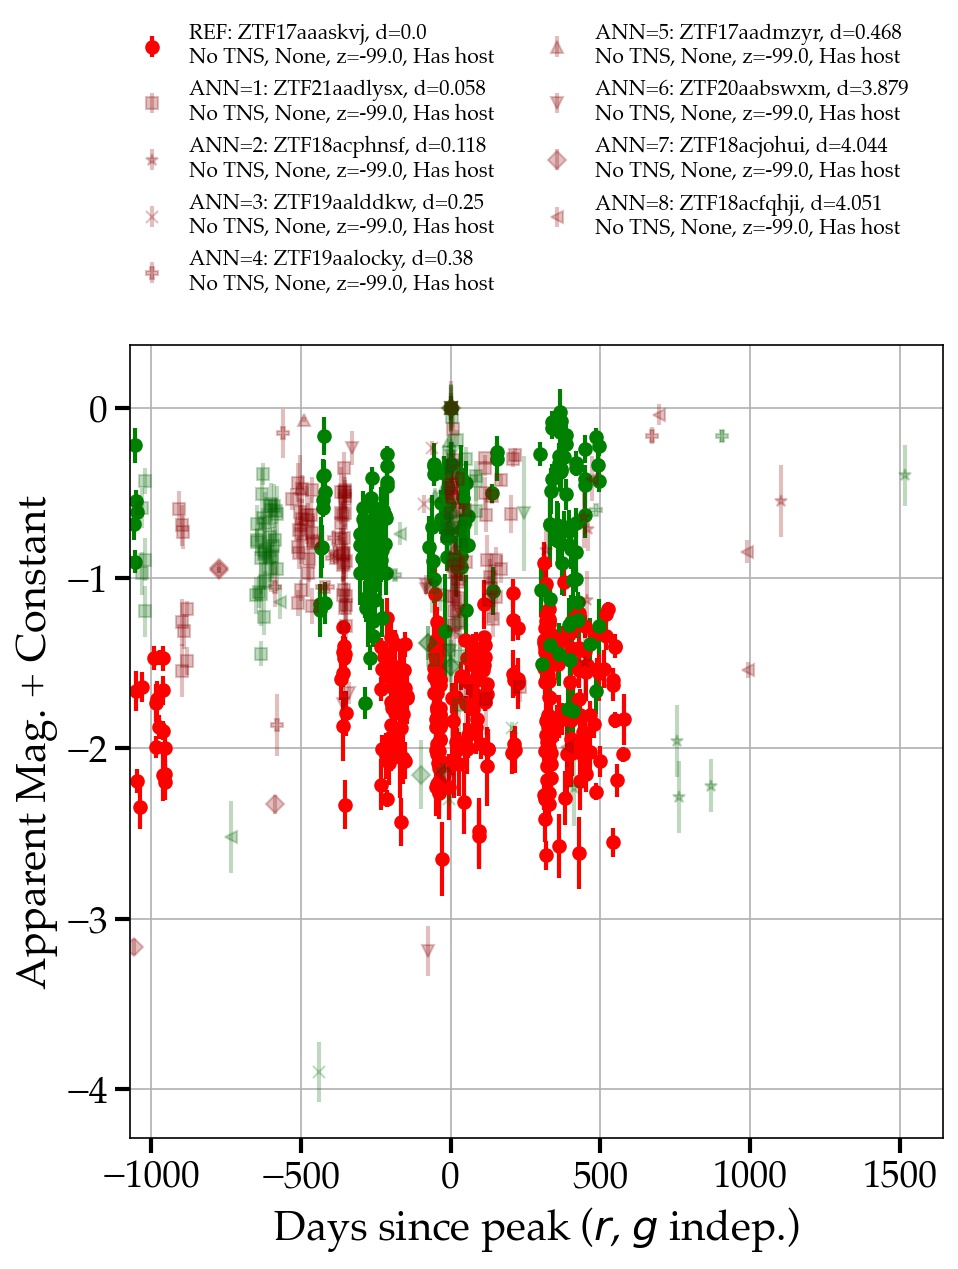 REF: ZTF17aaaskvj, d=0.0
No TNS, None, z=-99.0, Has host
ANN=1: ZTF21aadlysx, d=0.058
No TNS, None, z=-99.0, Has host
ANN=2: ZTF18acphnsf, d=0.118
No TNS, None, z=-99.0, Has host
ANN=3: ZTF19aalddkw, d=0.25
No TNS, None, z=-99.0, Has host
ANN=4: ZTF19aalocky, d=0.38
No TNS, None, z=-99.0, Has host
ANN=5: ZTF17aadmzyr, d=0.468
No TNS, None, z=-99.0, Has host
ANN=6: ZTF20aabswxm, d=3.879
No TNS, None, z=-99.0, Has host
ANN=7: ZTF18acjohui, d=4.044
No TNS, None, z=-99.0, Has host
ANN=8: ZTF18acfqhji, d=4.051
No TNS, None, z=-99.0, Has host
Apparent Mag. + Constant
0
−1
−2
−3
−4
−1000 −500 0 500 1000 1500
Days since peak (r, g indep.)